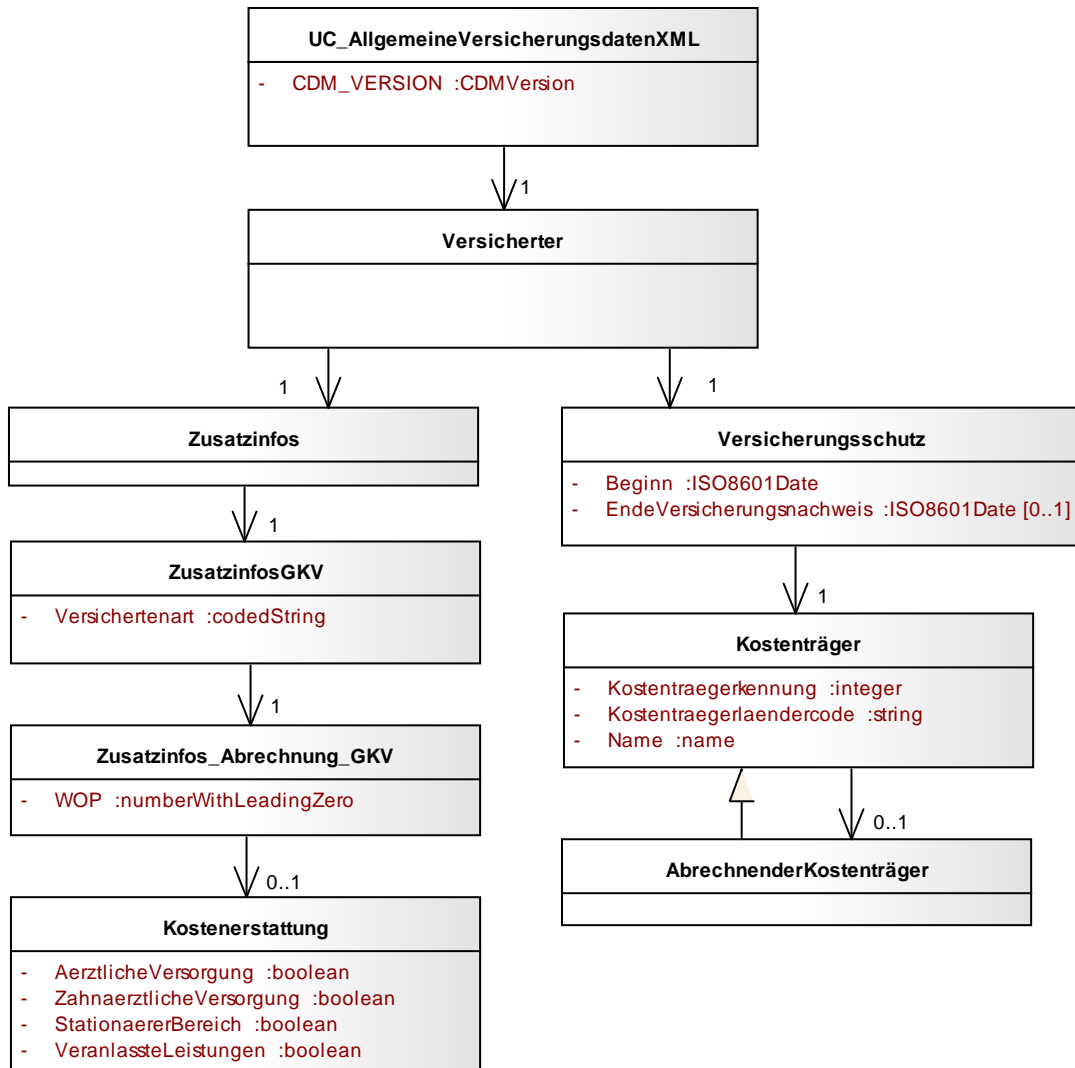 UC_AllgemeineVersicherungsdatenXML
- CDM_VERSION :CDMVersion
1
Versicherter
1
1
Zusatzinfos
Versicherungsschutz
- Beginn :ISO8601Date
- EndeVersicherungsnachweis :ISO8601Date [0..1]
1
ZusatzinfosGKV
- Versichertenart :codedString
1
Kostenträger
- Kostentraegerkennung :integer
- Kostentraegerlaendercode :string
- Name :name
1
Zusatzinfos_Abrechnung_GKV
- WOP :numberWithLeadingZero
0..1
AbrechnenderKostenträger
0..1
Kostenerstattung
- AerztlicheVersorgung :boolean
- ZahnaerztlicheVersorgung :boolean
- StationaererBereich :boolean
- VeranlassteLeistungen :boolean